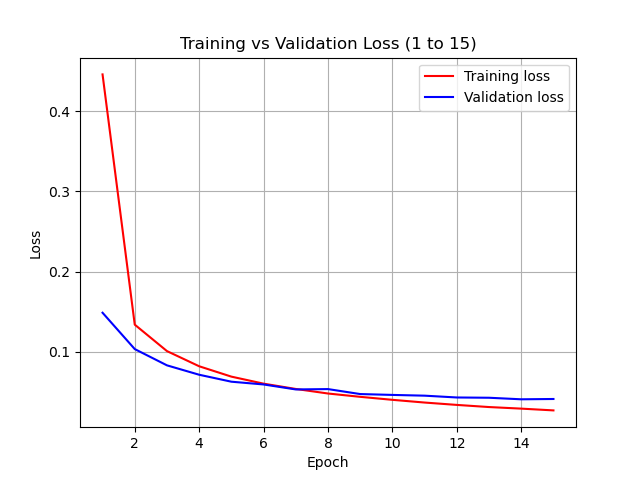 Training vs Validation Loss (1 to 15)
Training loss
Validation loss
0.4
0.3
0.2
0.1
Loss
2 4 6 8 10 12 14
Epoch